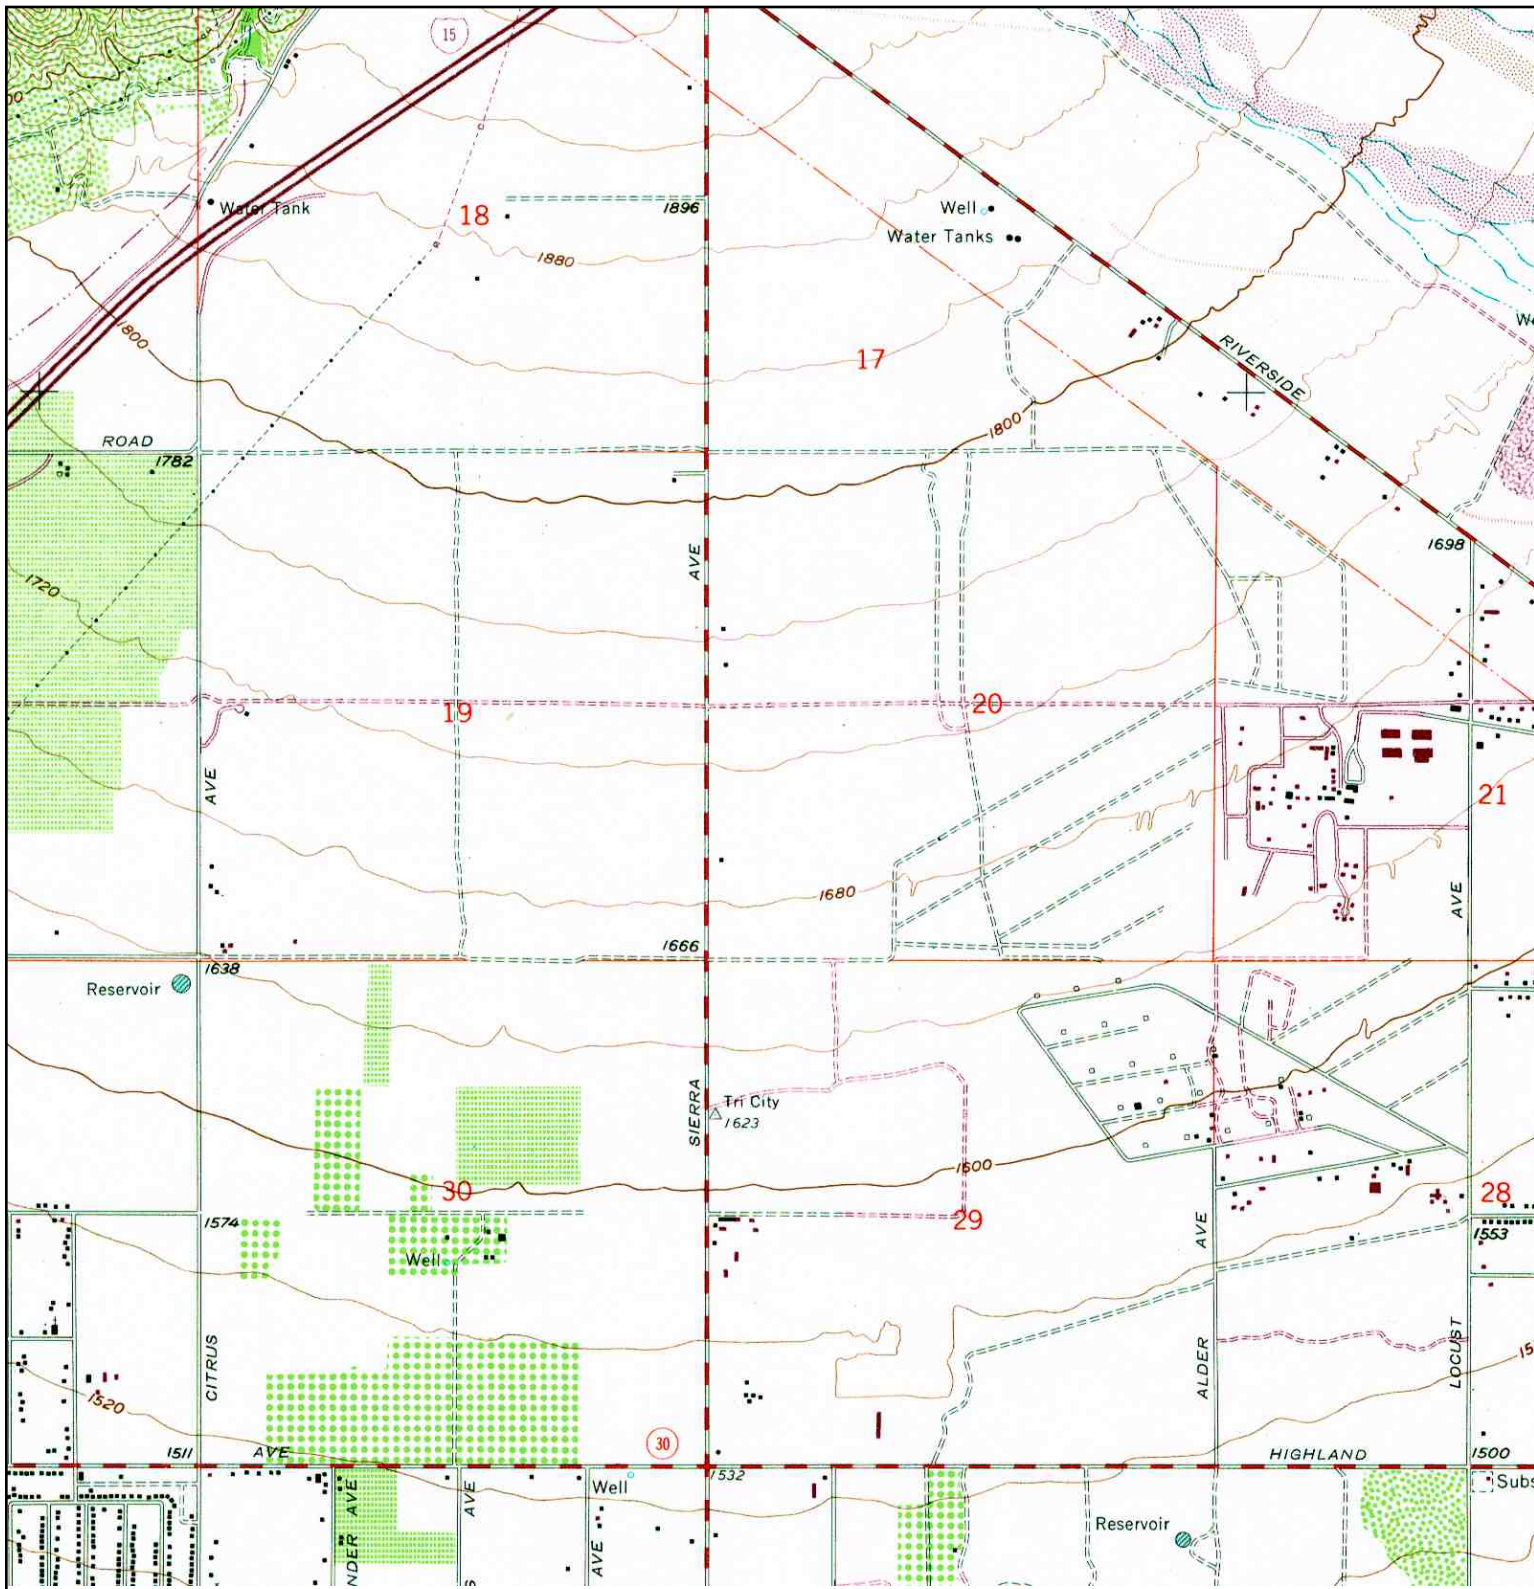 15
Water Tank
18
1896
Well
Water Tanks
1880
1800
17
RIVERSIDE
1800
ROAD
1782
AVE
1698
1720
19
20
AVE
21
1680
AVE
1666
1638
Reservoir
SIERRA
Tri City
1623
1600
30
29
28
1574
AVE
1553
Well
CITRUS
ALDER
LOCUST
1520
30
1511
AVE
HIGHLAND
1500
1532
AVE
AVE
Well
AVE
Reservoir